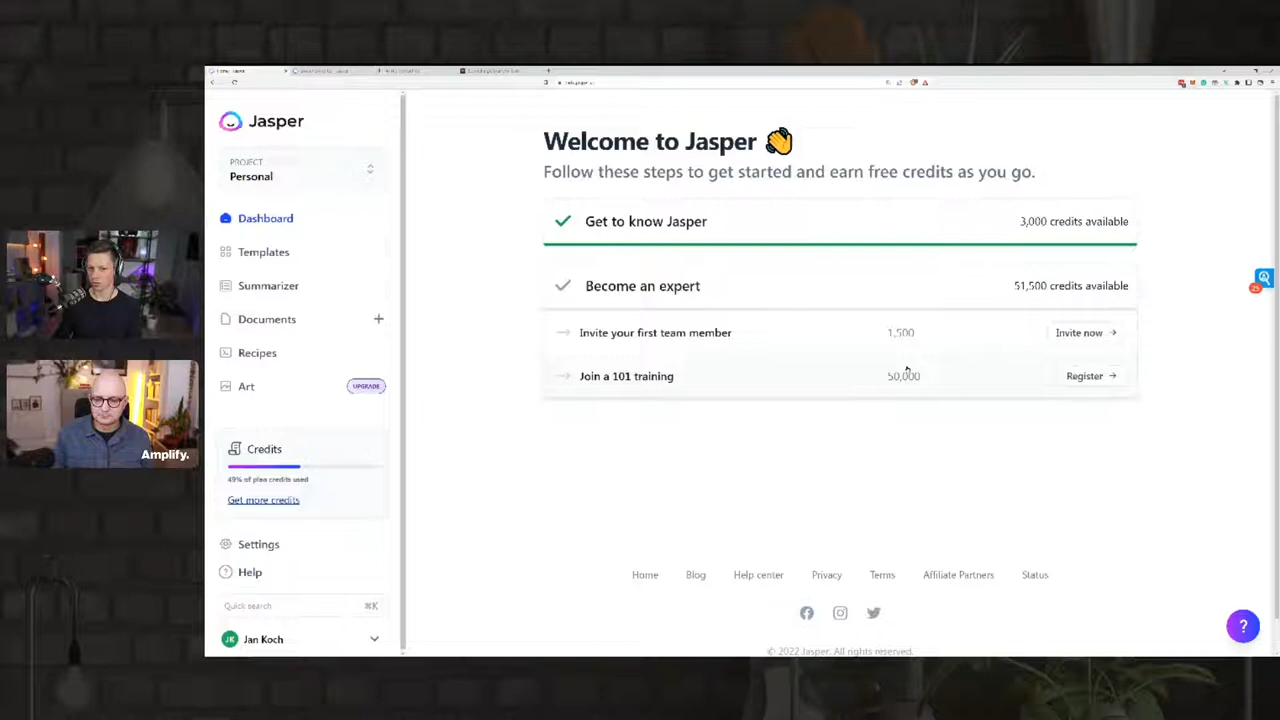 Jasper
PROJECT
Personal
Dashboard
Templates
Summarizer
Documents +
Recipes
Art UPGRADE
Credits
49% of plan credits used
Get more credits
Settings
Help
Quick search ⌘K
JK Jan Koch
Welcome to Jasper 👋
Follow these steps to get started and earn free credits as you go.
Get to know Jasper 3,000 credits available
Become an expert 51,500 credits available
→ Invite your first team member 1,500 Invite now →
→ Join a 101 training 50,000 Register →
Home Blog Help center Privacy Terms Affiliate Partners Status
© 2022 Jasper. All rights reserved.
?
25
Amplify.